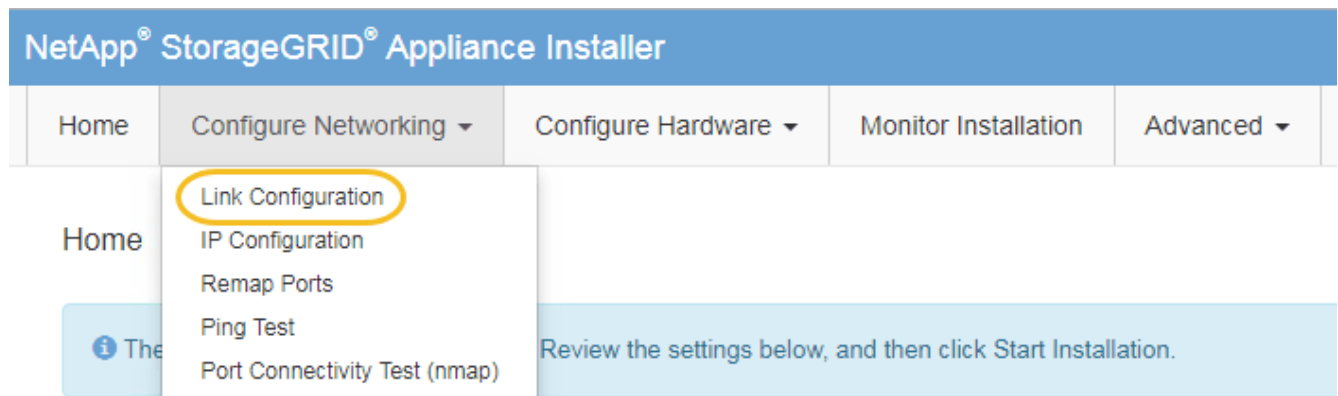 NetApp® StorageGRID® Appliance Installer
Home Configure Networking Configure Hardware Monitor Installation Advanced
Link Configuration
Home IP Configuration
Remap Ports
Ping Test
The Review the settings below, and then click Start Installation.
Port Connectivity Test (nmap)